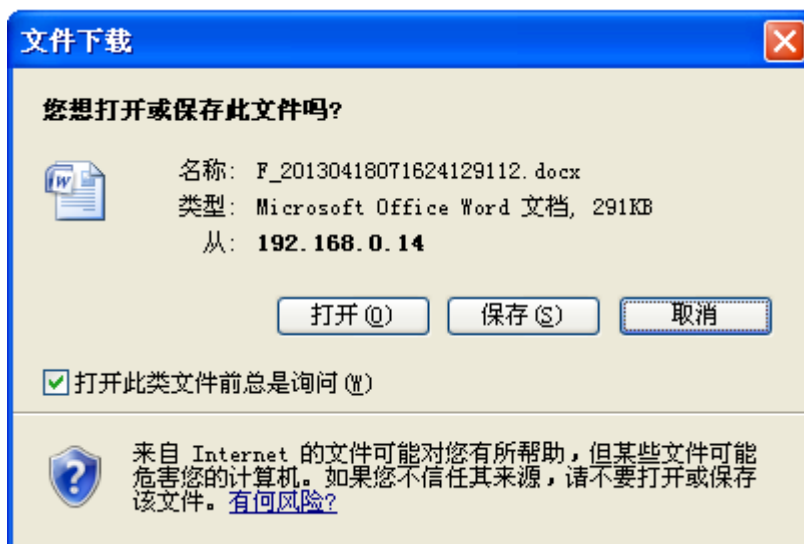 文件下载
您想打开或保存此文件吗?
名称: F_20130418071624129112.docx
类型: Microsoft Office Word 文档, 291KB
从: 192.168.0.14
打开(O) 保存(S) 取消
打开此类文件前总是询问(W)
来自 Internet 的文件可能对您有所帮助,但某些文件可能
危害您的计算机。如果您不信任其来源,请不要打开或保存
该文件。有何风险?